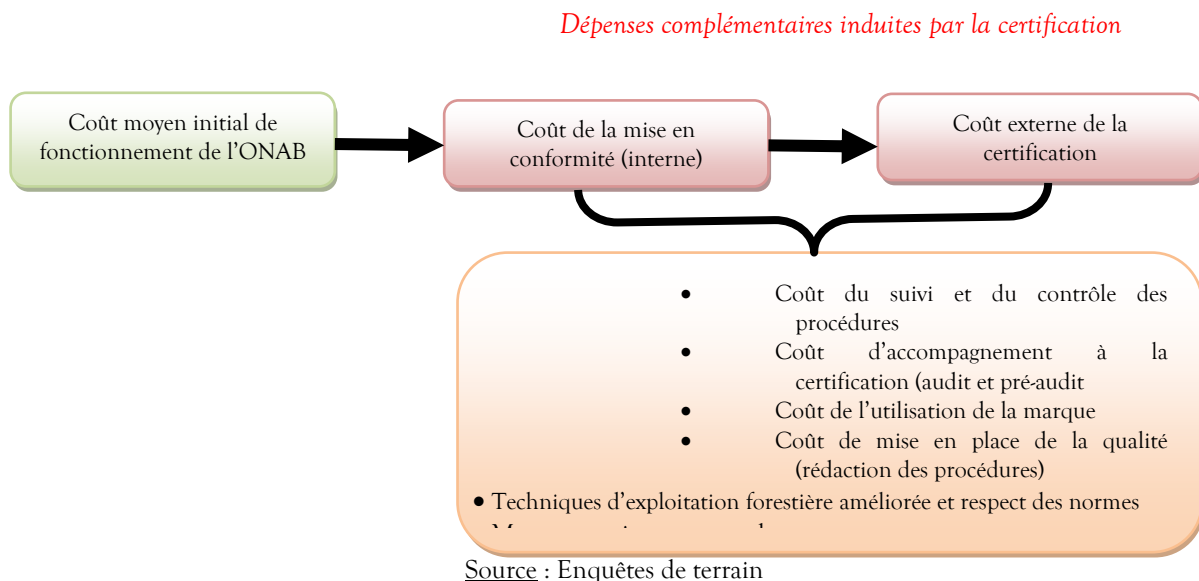 Dépenses complémentaires induites par la certification
Coût moyen initial de
fonctionnement de l’ONAB
Coût de la mise en
conformité (interne)
Coût externe de la
certification
• Coût du suivi et du contrôle des
procédures
• Coût d’accompagnement à la
certification (audit et pré-audit
• Coût de l’utilisation de la marque
• Coût de mise en place de la qualité
(rédaction des procédures)
• Techniques d’exploitation forestière améliorée et respect des normes
Source : Enquêtes de terrain